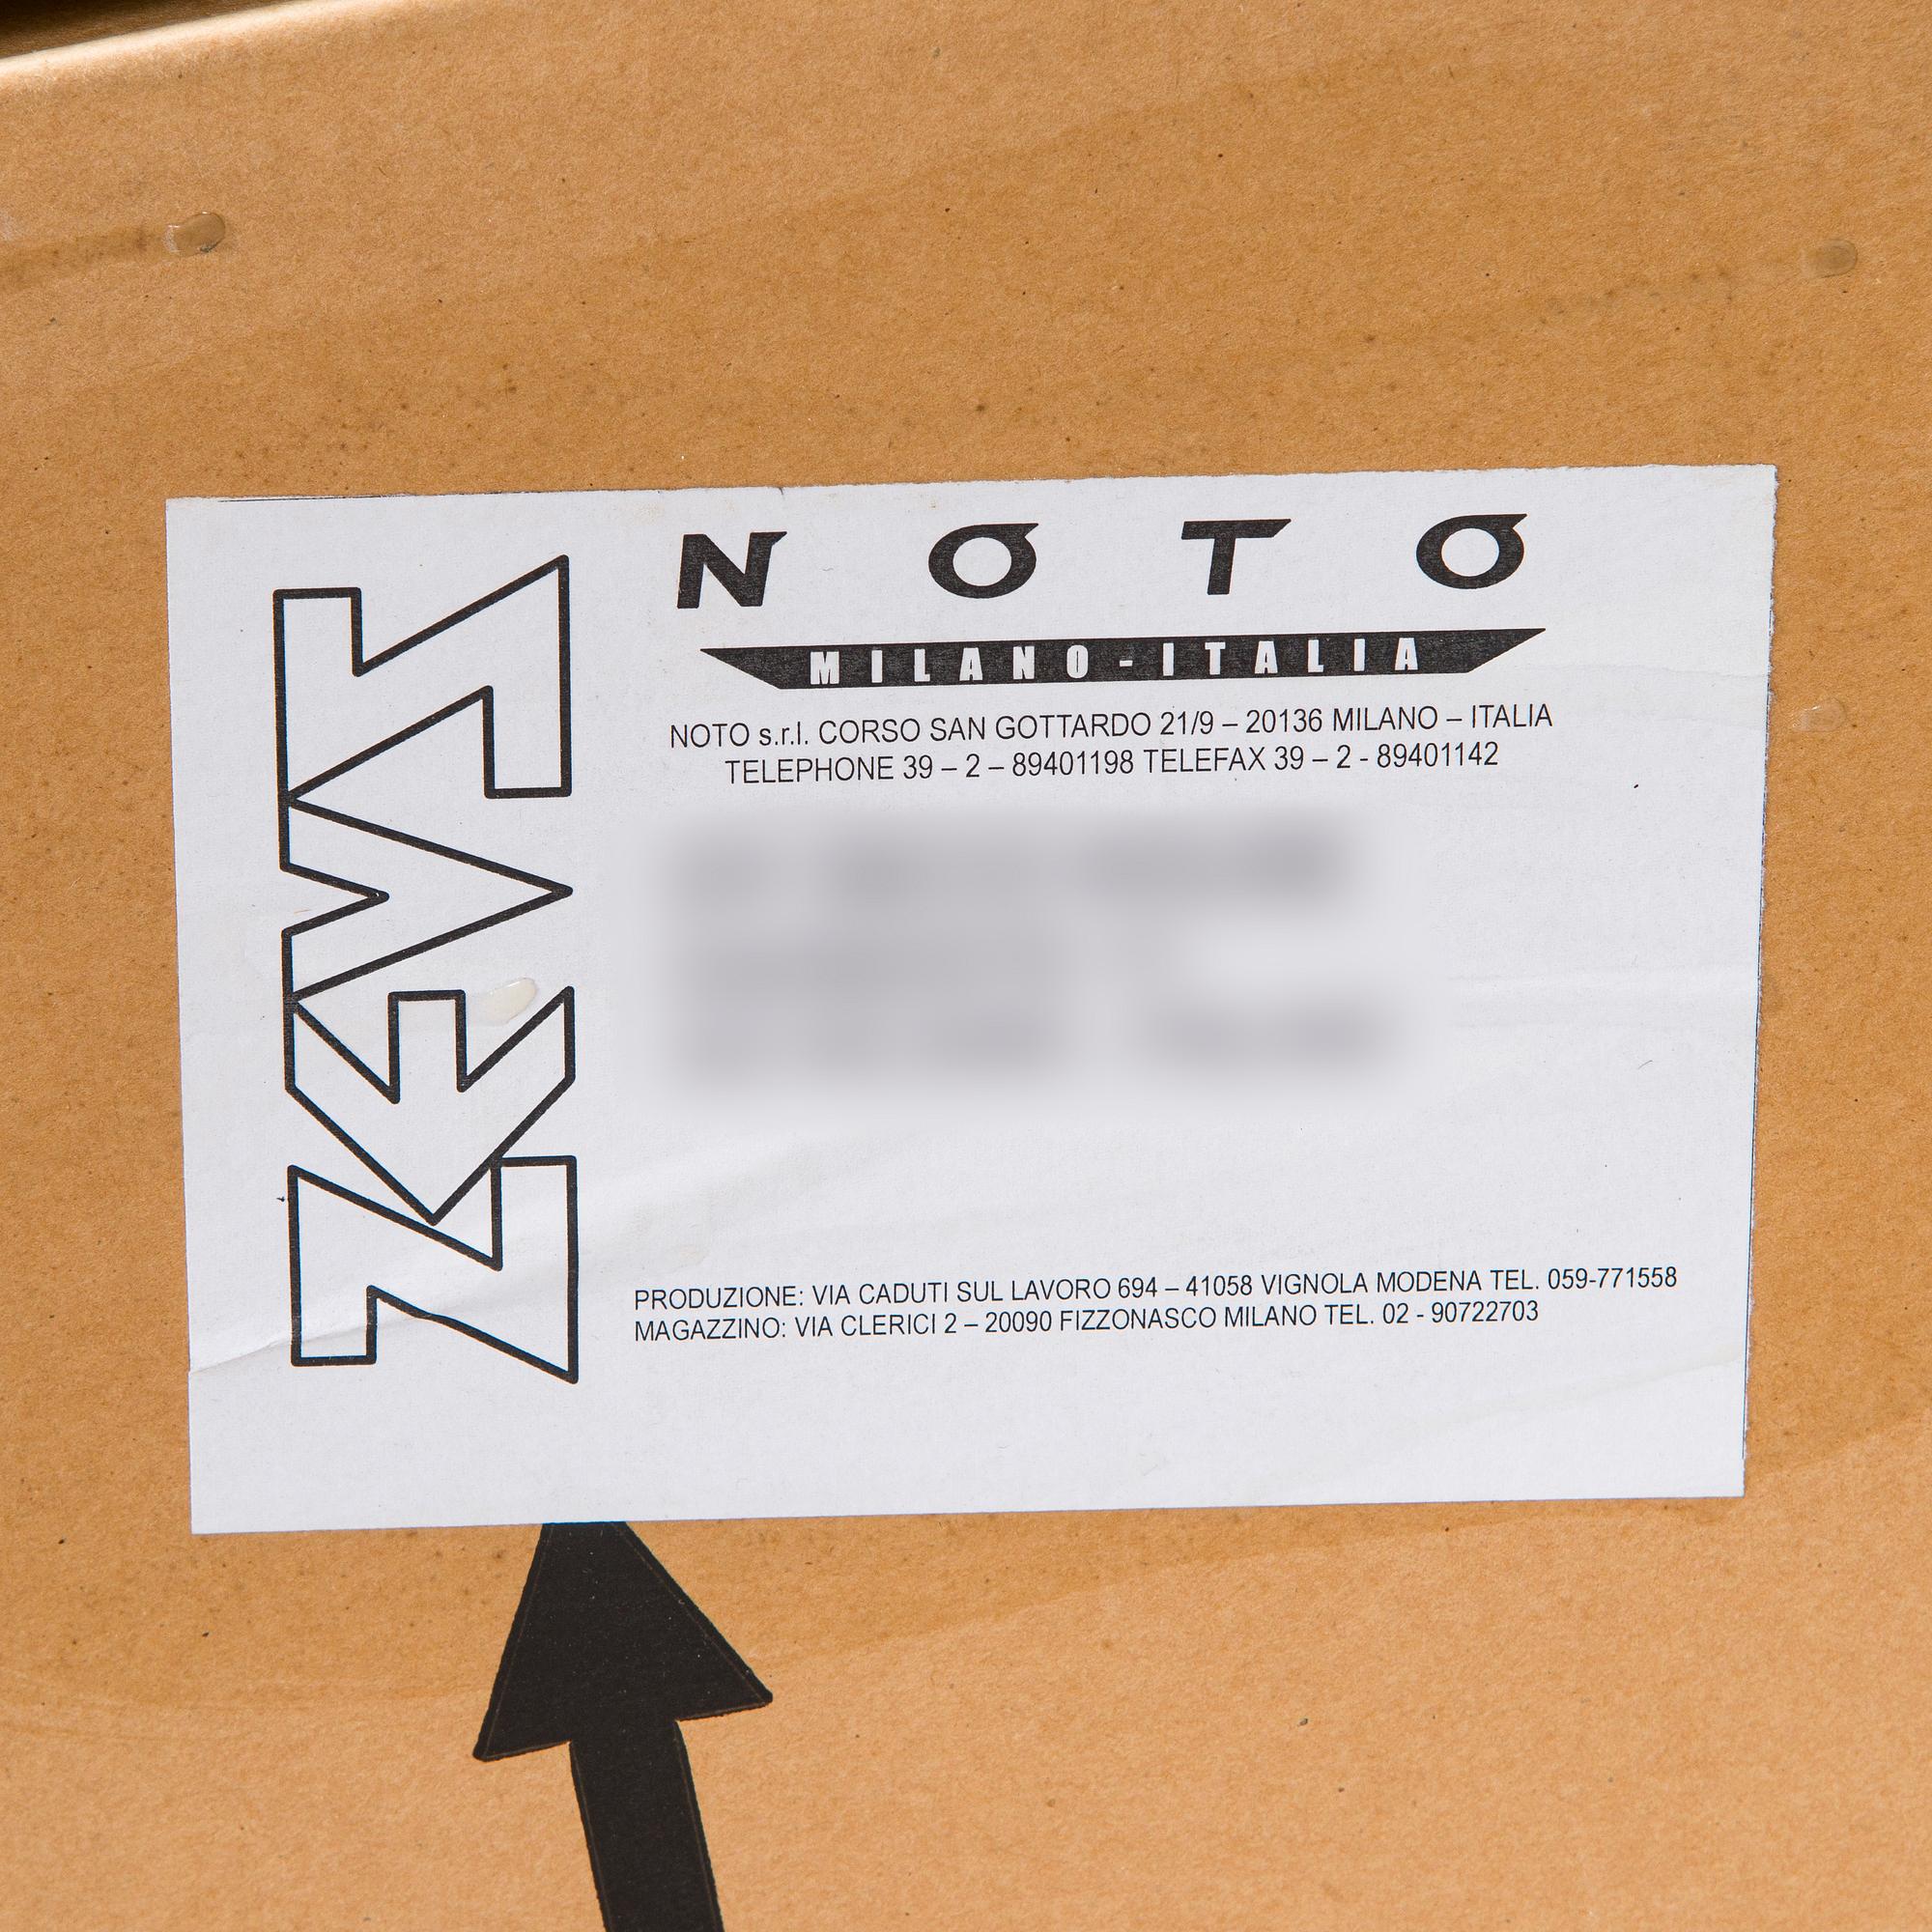 ZEVS
NOTO
MILANO-ITALIA
NOTO s.r.l. CORSO SAN GOTTARDO 21/9 – 20136 MILANO – ITALIA
TELEPHONE 39 – 2 – 89401198 TELEFAX 39 – 2 - 89401142
PRODUZIONE: VIA CADUTI SUL LAVORO 694 – 41058 VIGNOLA MODENA TEL. 059-771558
MAGAZZINO: VIA CLERICI 2 – 20090 FIZZONASCO MILANO TEL. 02 - 90722703